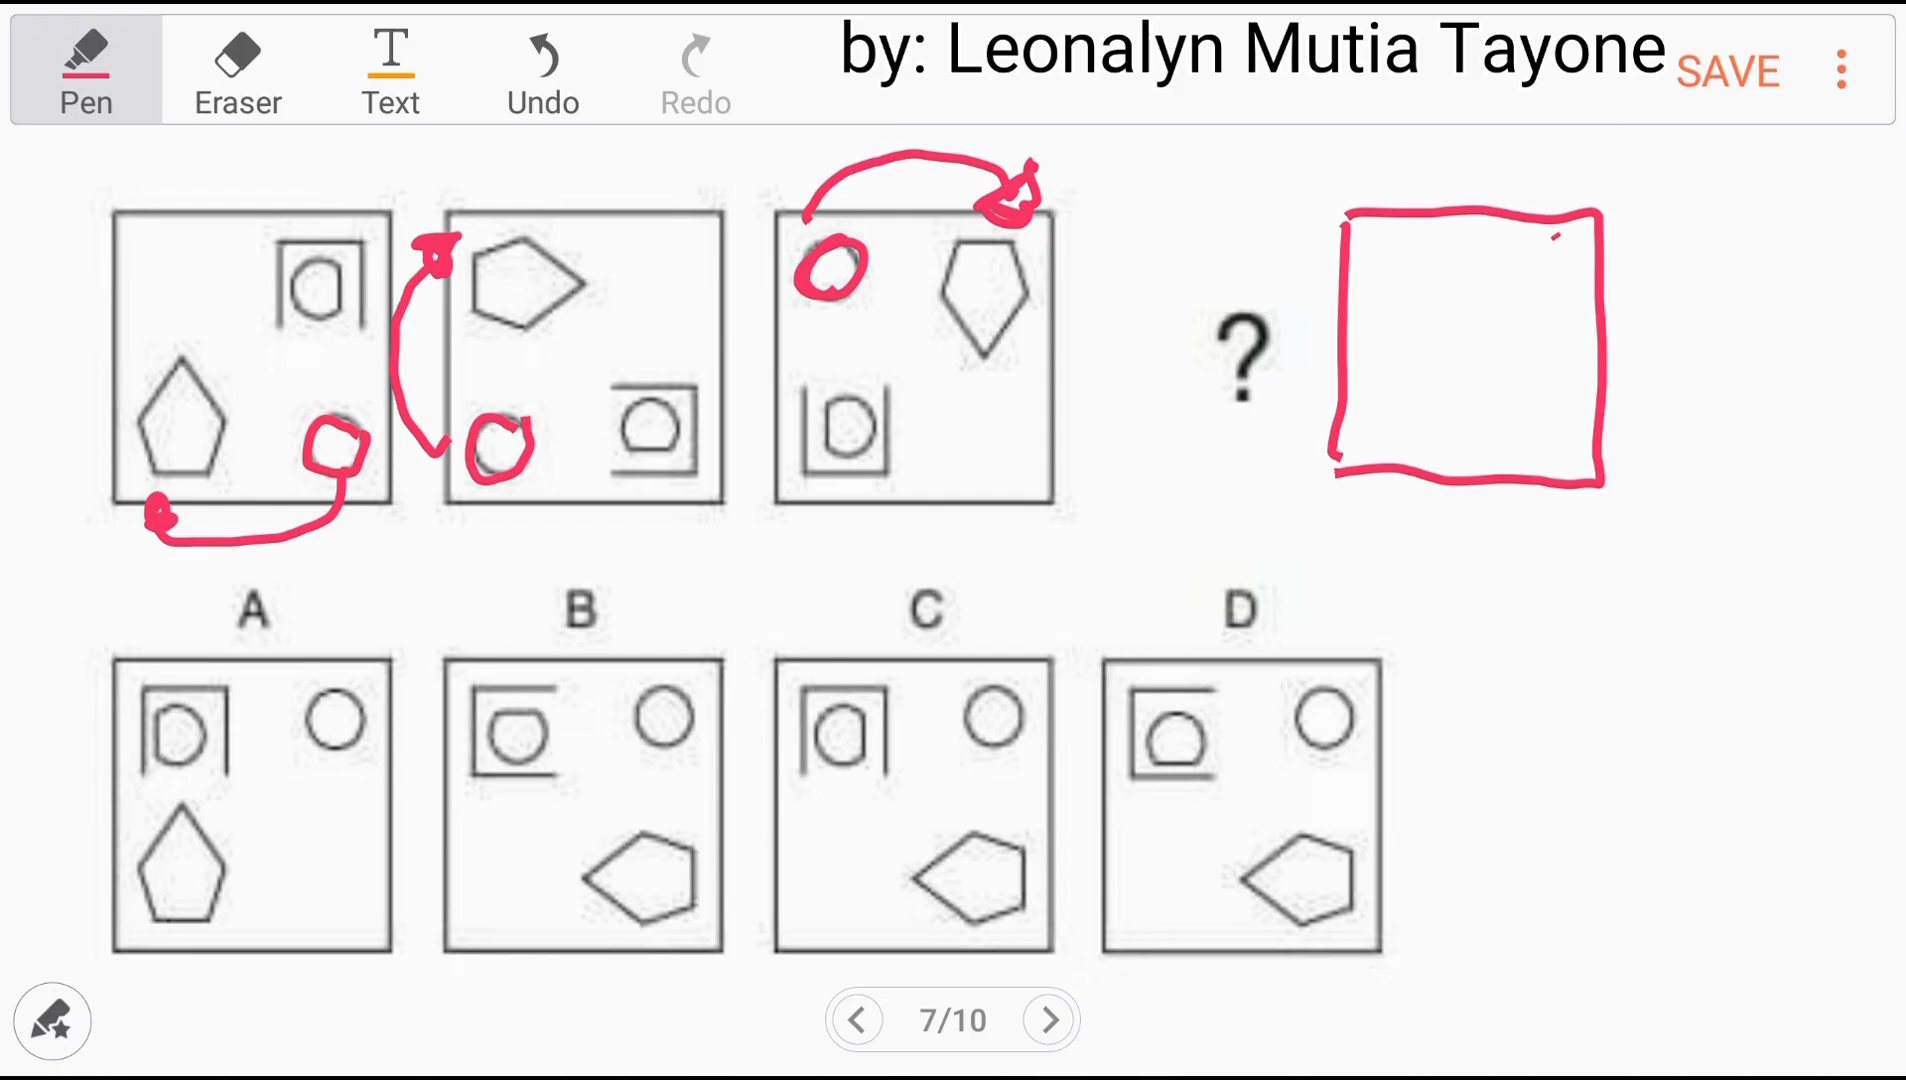 by: Leonalyn Mutia Tayone
Pen
Eraser
Text
Undo
Redo
SAVE
?
A
B
C
D
7/10